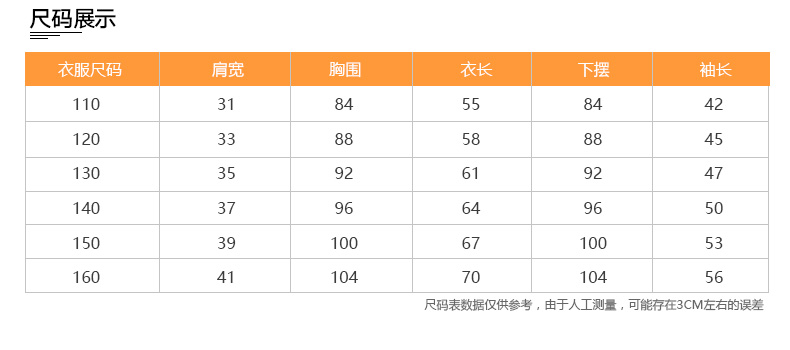 尺码展示
衣服尺码 肩宽 胸围 衣长 下摆 袖长
110 31 84 55 84 42
120 33 88 58 88 45
130 35 92 61 92 47
140 37 96 64 96 50
150 39 100 67 100 53
160 41 104 70 104 56
尺码表数据仅供参考，由于人工测量，可能存在3CM左右的误差